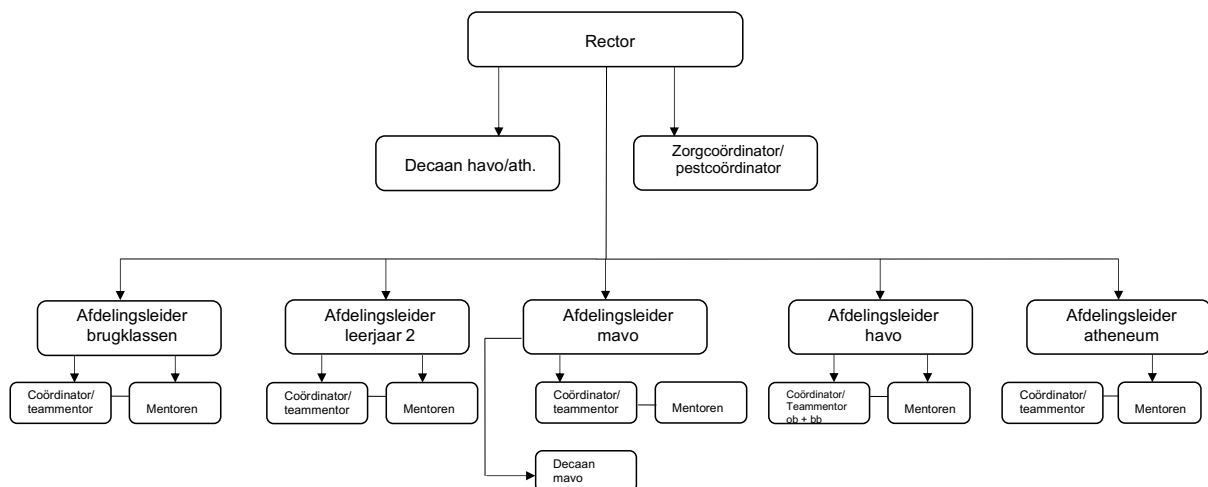 Rector
Decaan havo/ath.
Zorgcoördinator/
pestcoördinator
Afdelingsleider
brugklassen
Afdelingsleider
leerjaar 2
Afdelingsleider
mavo
Afdelingsleider
havo
Afdelingsleider
atheneum
Coördinator/
teammentor
Mentoren
Coördinator/
teammentor
Mentoren
Coördinator/
teammentor
Mentoren
Coördinator/
Teammentor
ob + bb
Mentoren
Coördinator/
teammentor
Mentoren
Decaan
mavo